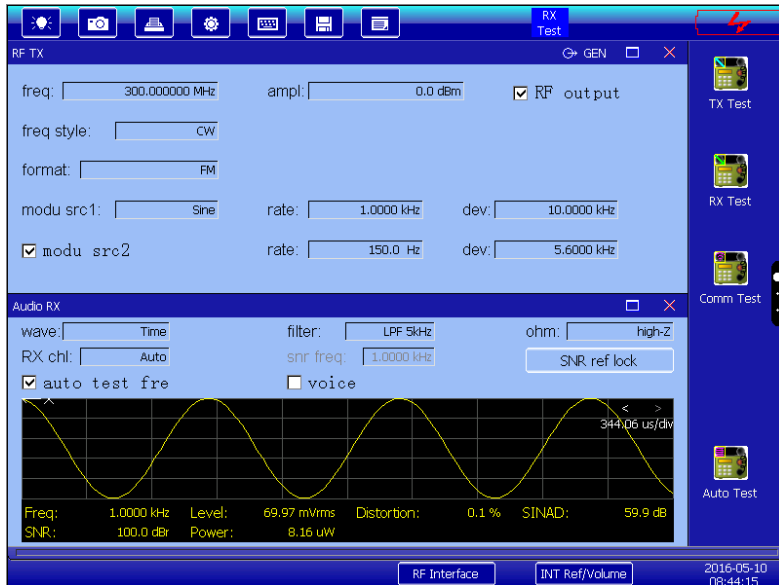 RX
Test
RF TX GEN
freq: 300.000000 MHz ampl: 0.0 dBm RF output
freq style: CW
format: FM
modu src1: Sine rate: 1.0000 kHz dev: 10.0000 kHz
modu src2 rate: 150.0 Hz dev: 5.6000 kHz
Audio RX
wave: Time filter: LPF 5kHz ohm: high-Z
RX chl: Auto snr freq: 1.0000 kHz SNR ref lock
auto test fre voice
< >
344.06 us/div
Freq: 1.0000 kHz Level: 69.97 mVrms Distortion: 0.1 % SINAD: 59.9 dB
SNR: 100.0 dBr Power: 8.16 uW
TX Test
RX Test
Comm Test
Auto Test
RF Interface INT Ref/Volume 2016-05-10
08:44:15